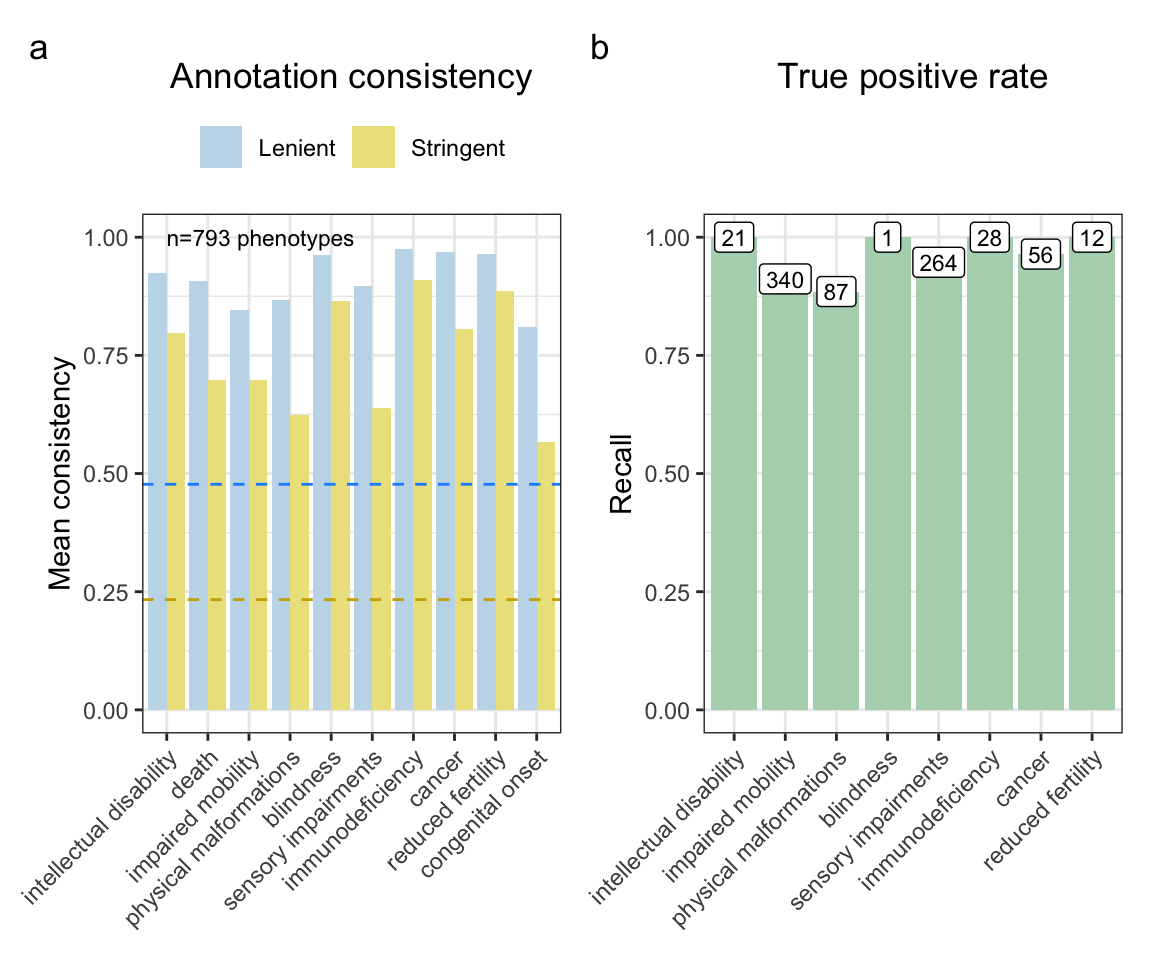 a
Annotation consistency
Lenient
Stringent
n=793 phenotypes
Mean consistency
1.00
0.75
0.50
0.25
0.00
intellectual disability
death
impaired mobility
physical malformations
blindness
sensory impairments
immunodeficiency
cancer
reduced fertility
congenital onset
b
True positive rate
Recall
1.00
0.75
0.50
0.25
0.00
21
340
87
1
264
28
56
12
intellectual disability
impaired mobility
physical malformations
blindness
sensory impairments
immunodeficiency
cancer
reduced fertility